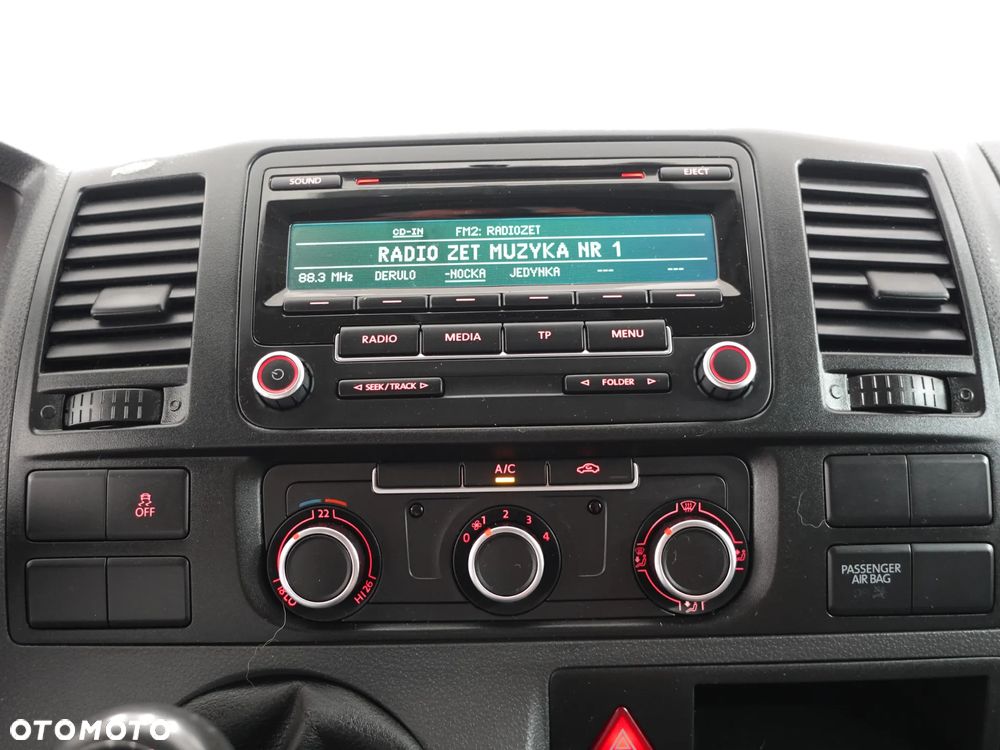 SOUND
EJECT
CD-IN FM2: RADIOZET
RADIO ZET MUZYKA NR 1
88.3 MHz DERULO -NOCKA JEDYNKA ---- ----
RADIO MEDIA TP MENU
SEEK/TRACK
FOLDER
A/C
OFF
22
18 LO
HI 26
0 1 2 3 4
PASSENGER
AIR BAG
OTOMOTO